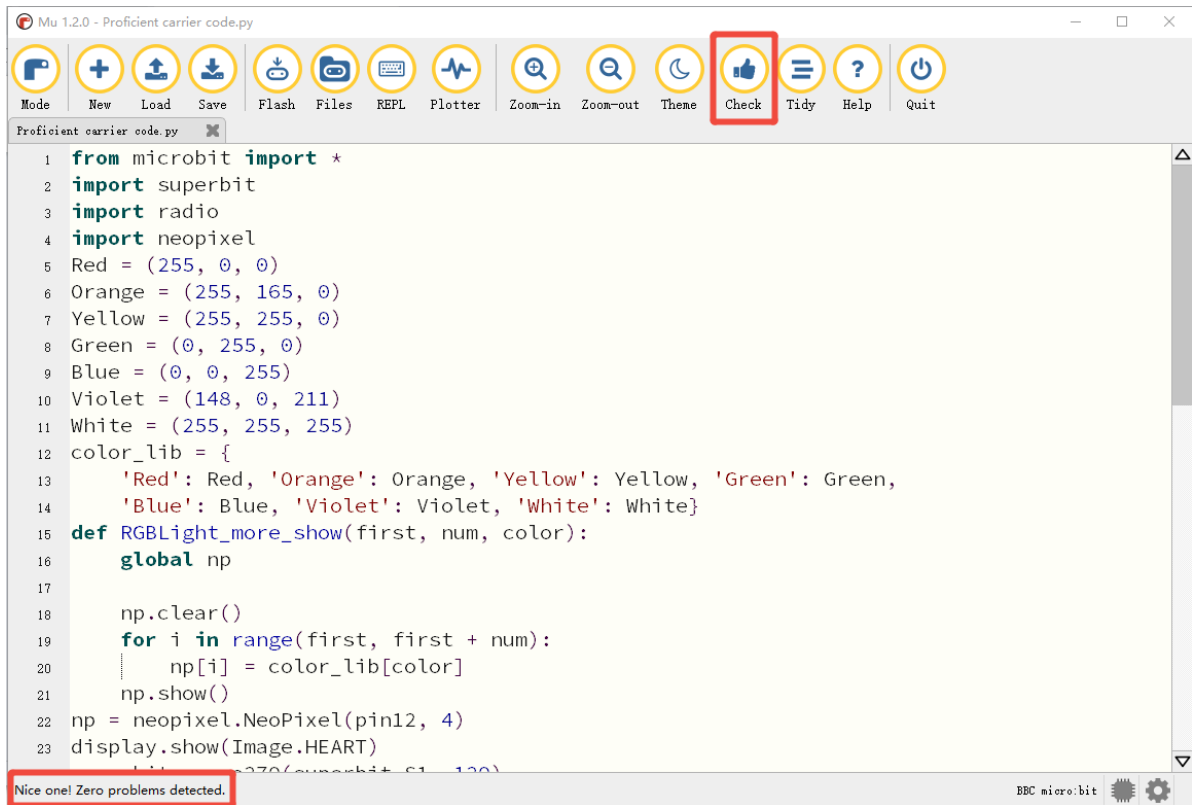 Mu 1.2.0 - Proficient carrier code.py
Mode New Load Save Flash Files REPL Plotter Zoom-in Zoom-out Theme Check Tidy Help Quit
Proficient carrier code.py
1 from microbit import *
2 import superbit
3 import radio
4 import neopixel
5 Red = (255, 0, 0)
6 Orange = (255, 165, 0)
7 Yellow = (255, 255, 0)
8 Green = (0, 255, 0)
9 Blue = (0, 0, 255)
10 Violet = (148, 0, 211)
11 White = (255, 255, 255)
12 color_lib = {
13 'Red': Red, 'Orange': Orange, 'Yellow': Yellow, 'Green': Green,
14 'Blue': Blue, 'Violet': Violet, 'White': White}
15 def RGBLight_more_show(first, num, color):
16 global np
17
18 np.clear()
19 for i in range(first, first + num):
20 np[i] = color_lib[color]
21 np.show()
22 np = neopixel.NeoPixel(pin12, 4)
23 display.show(Image.HEART)
Nice one! Zero problems detected. BBC micro:bit